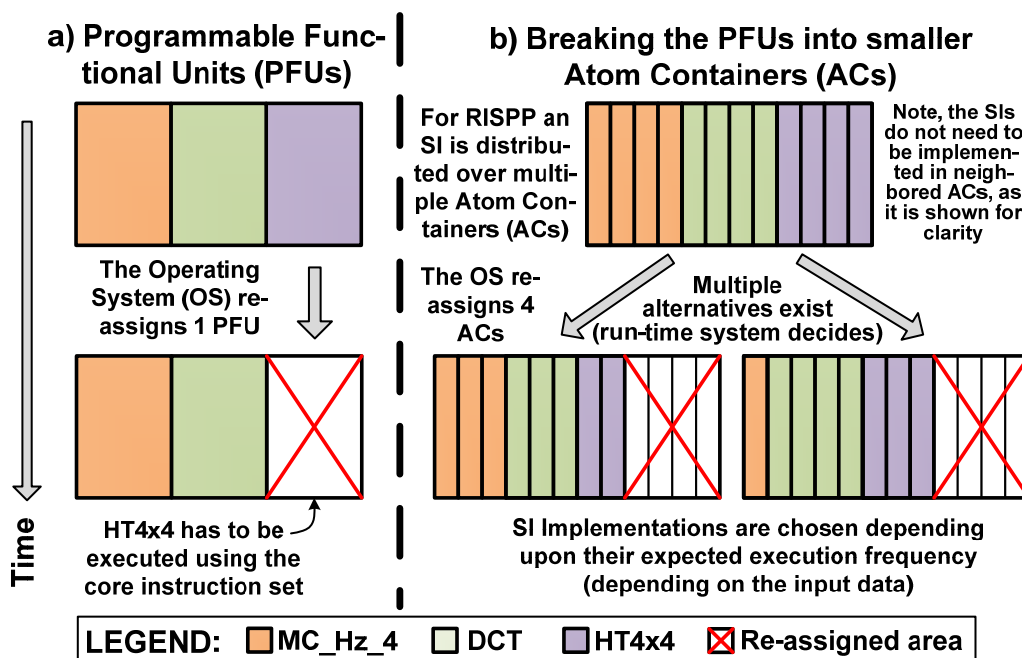 a) Programmable Func-
tional Units (PFUs)
b) Breaking the PFUs into smaller
Atom Containers (ACs)
For RISPP an
SI is distrib-
uted over multi-
ple Atom Con-
tainers (ACs)
Note, the SIs
do not need to
be implemen-
ted in neigh-
bored ACs, as
it is shown for
clarity
The Operating
System (OS) re-
assigns 1 PFU
The OS re-
assigns 4
ACs
Multiple
alternatives exist
(run-time system decides)
HT4x4 has to be
executed using the
core instruction set
SI Implementations are chosen depending
upon their expected execution frequency
(depending on the input data)
Time
LEGEND: MC_Hz_4 DCT HT4x4 Re-assigned area